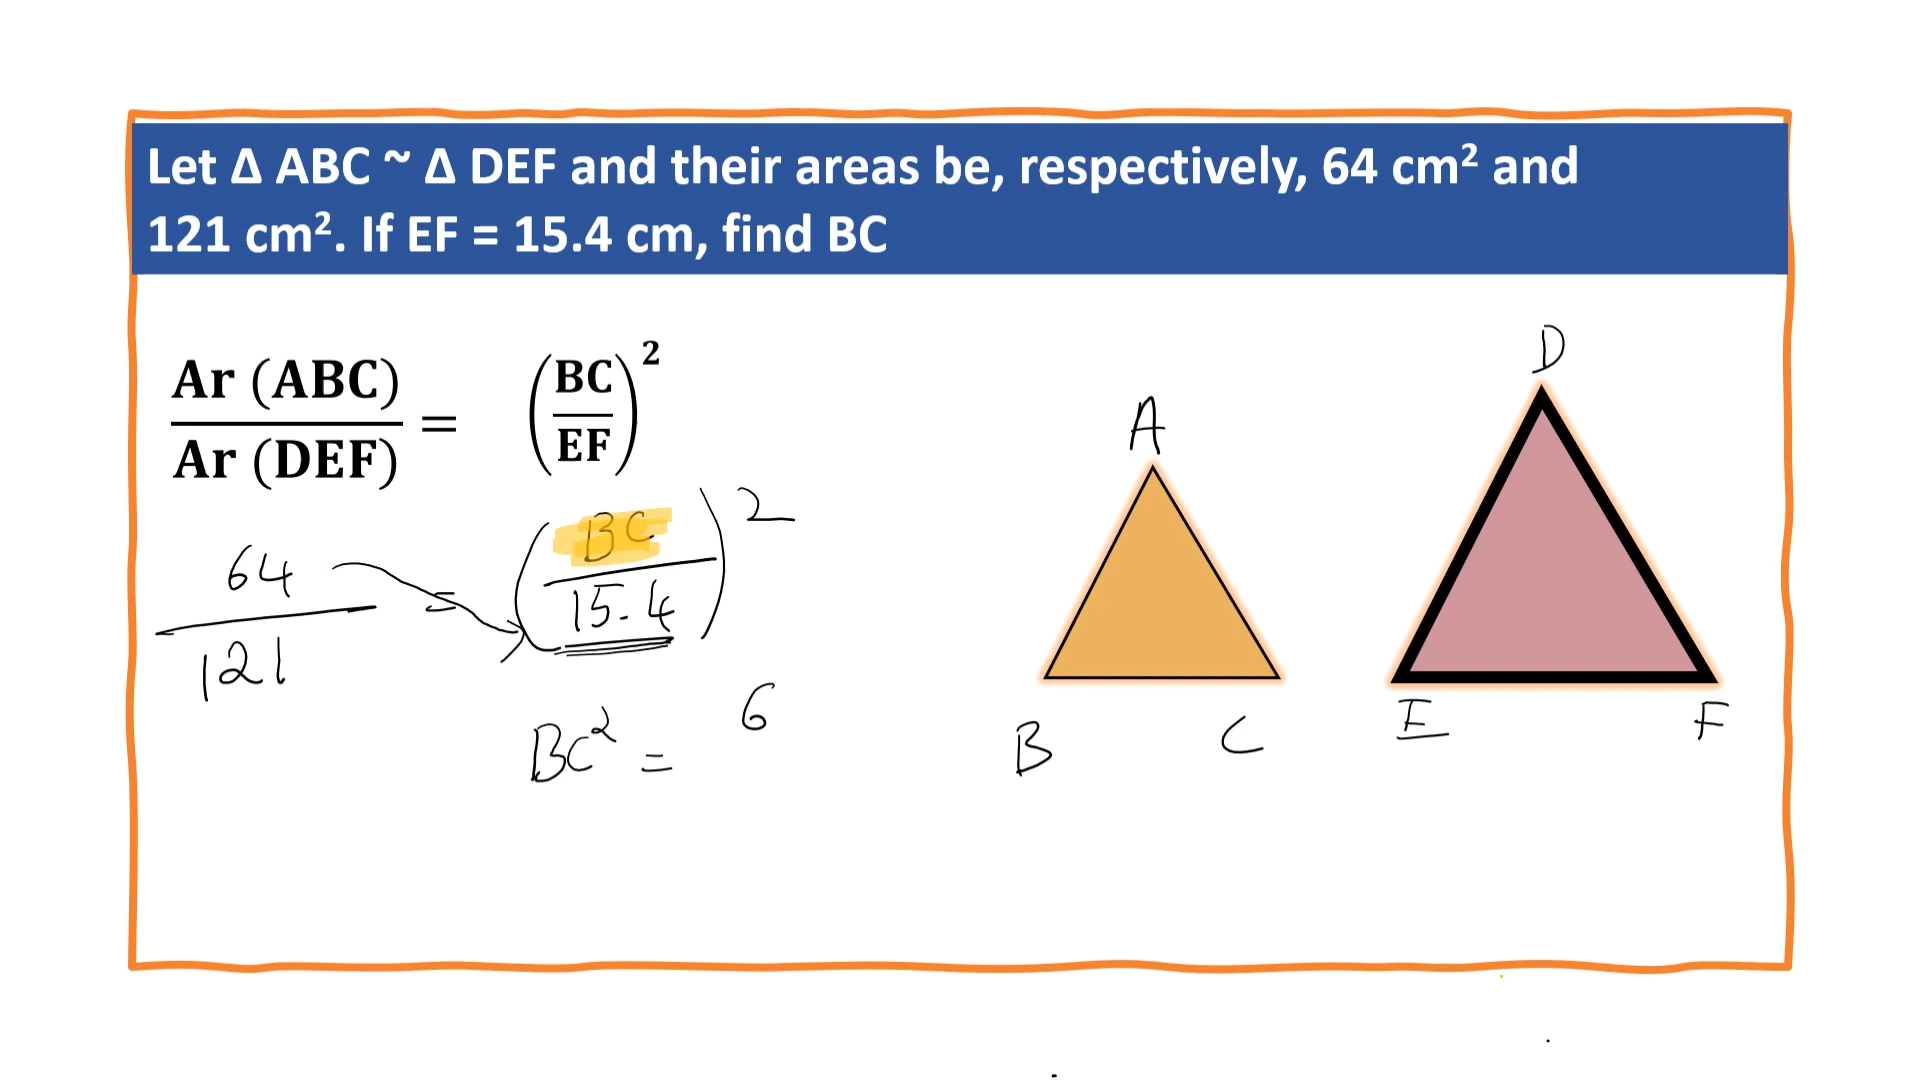 Let Δ ABC ~ Δ DEF and their areas be, respectively, 64 cm² and
121 cm². If EF = 15.4 cm, find BC
Ar (ABC)
Ar (DEF)
=
(BC
EF)²
64
121
=
(BC
15.4)²
BC² = 6
A
B
C
D
E
F